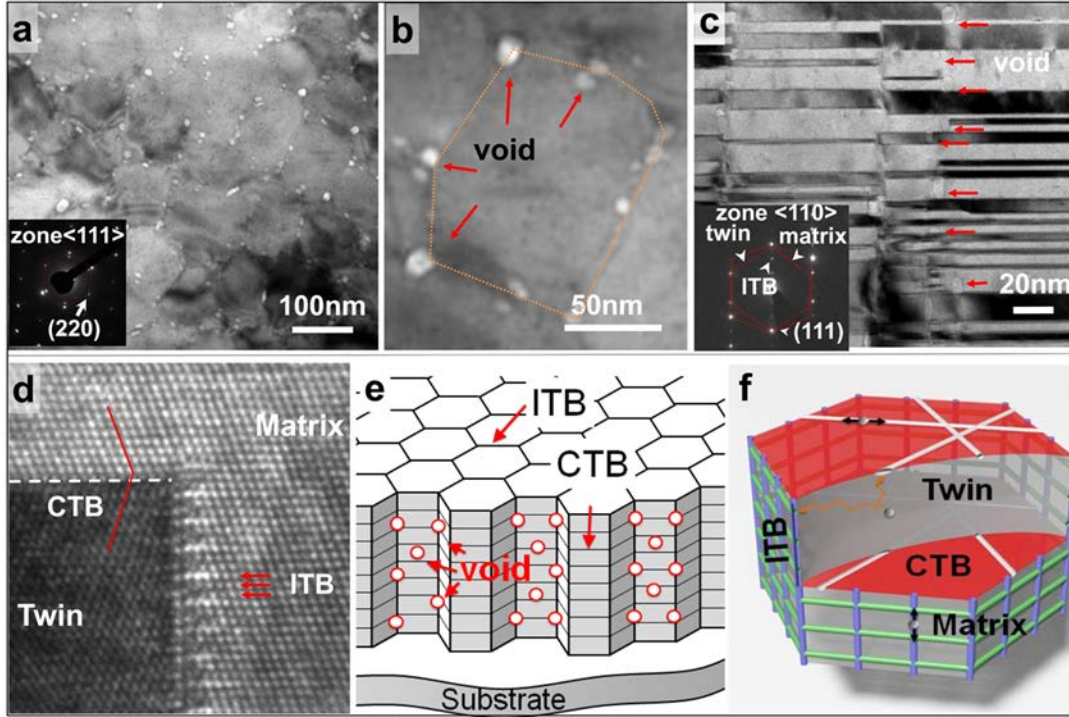 a
zone<111>
(220)
100nm
b
void
50nm
c
void
zone <110>
twin
matrix
ITB
(111)
20nm
d
Matrix
CTB
ITB
Twin
e
ITB
CTB
void
Substrate
f
Twin
ITB
CTB
Matrix